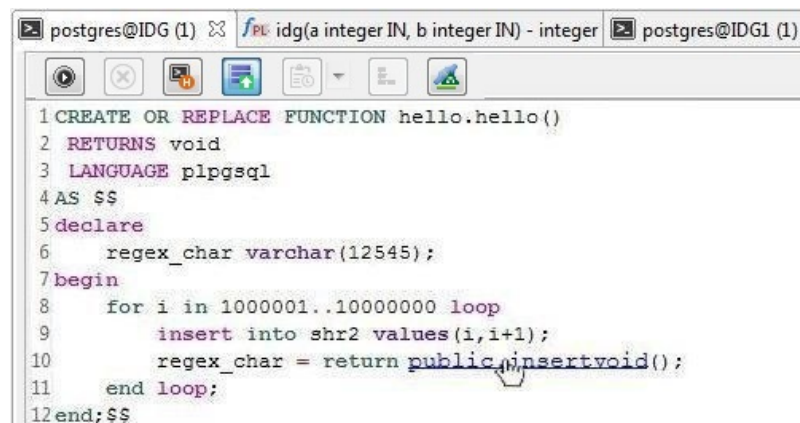 postgres@IDG (1) idg(a integer IN, b integer IN) - integer postgres@IDG1 (1)
1 CREATE OR REPLACE FUNCTION hello.hello()
2 RETURNS void
3 LANGUAGE plpgsql
4 AS $$
5 declare
6 regex_char varchar(12545);
7 begin
8 for i in 1000001..10000000 loop
9 insert into shr2 values(i,i+1);
10 regex_char = return public.insertvoid();
11 end loop;
12 end;$$